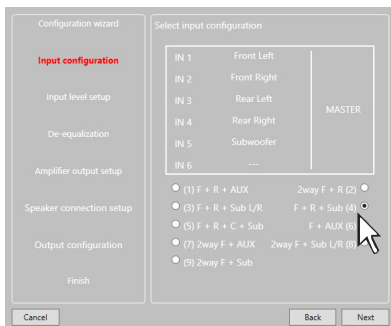 Configuration wizard
Input configuration
Input level setup
De-equalization
Amplifier output setup
Speaker connection setup
Output configuration
Finish
Select input configuration
IN 1 Front Left
IN 2 Front Right
IN 3 Rear Left
IN 4 Rear Right
IN 5 Subwoofer
IN 6 ---
MASTER
(1) F + R + AUX 2way F + R (2)
(3) F + R + Sub L/R F + R + Sub (4)
(5) F + R + C + Sub F + AUX (6)
(7) 2way F + AUX 2way F + Sub L/R (8)
(9) 2way F + Sub
Cancel Back Next